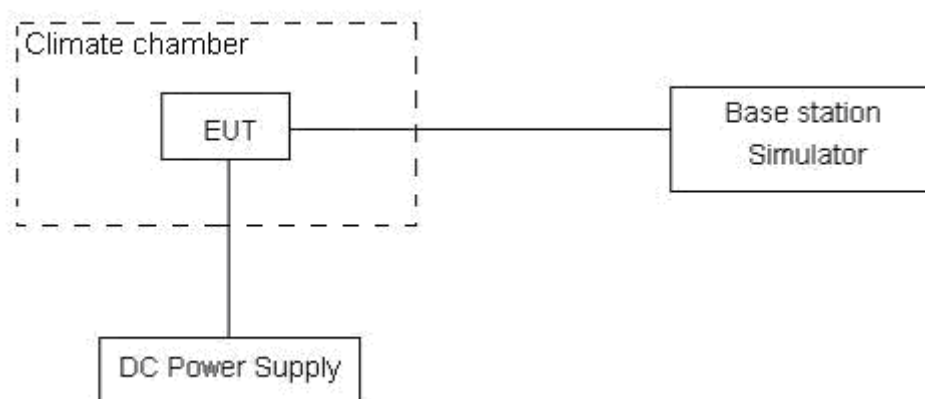 Climate chamber
EUT
Base station
Simulator
DC Power Supply